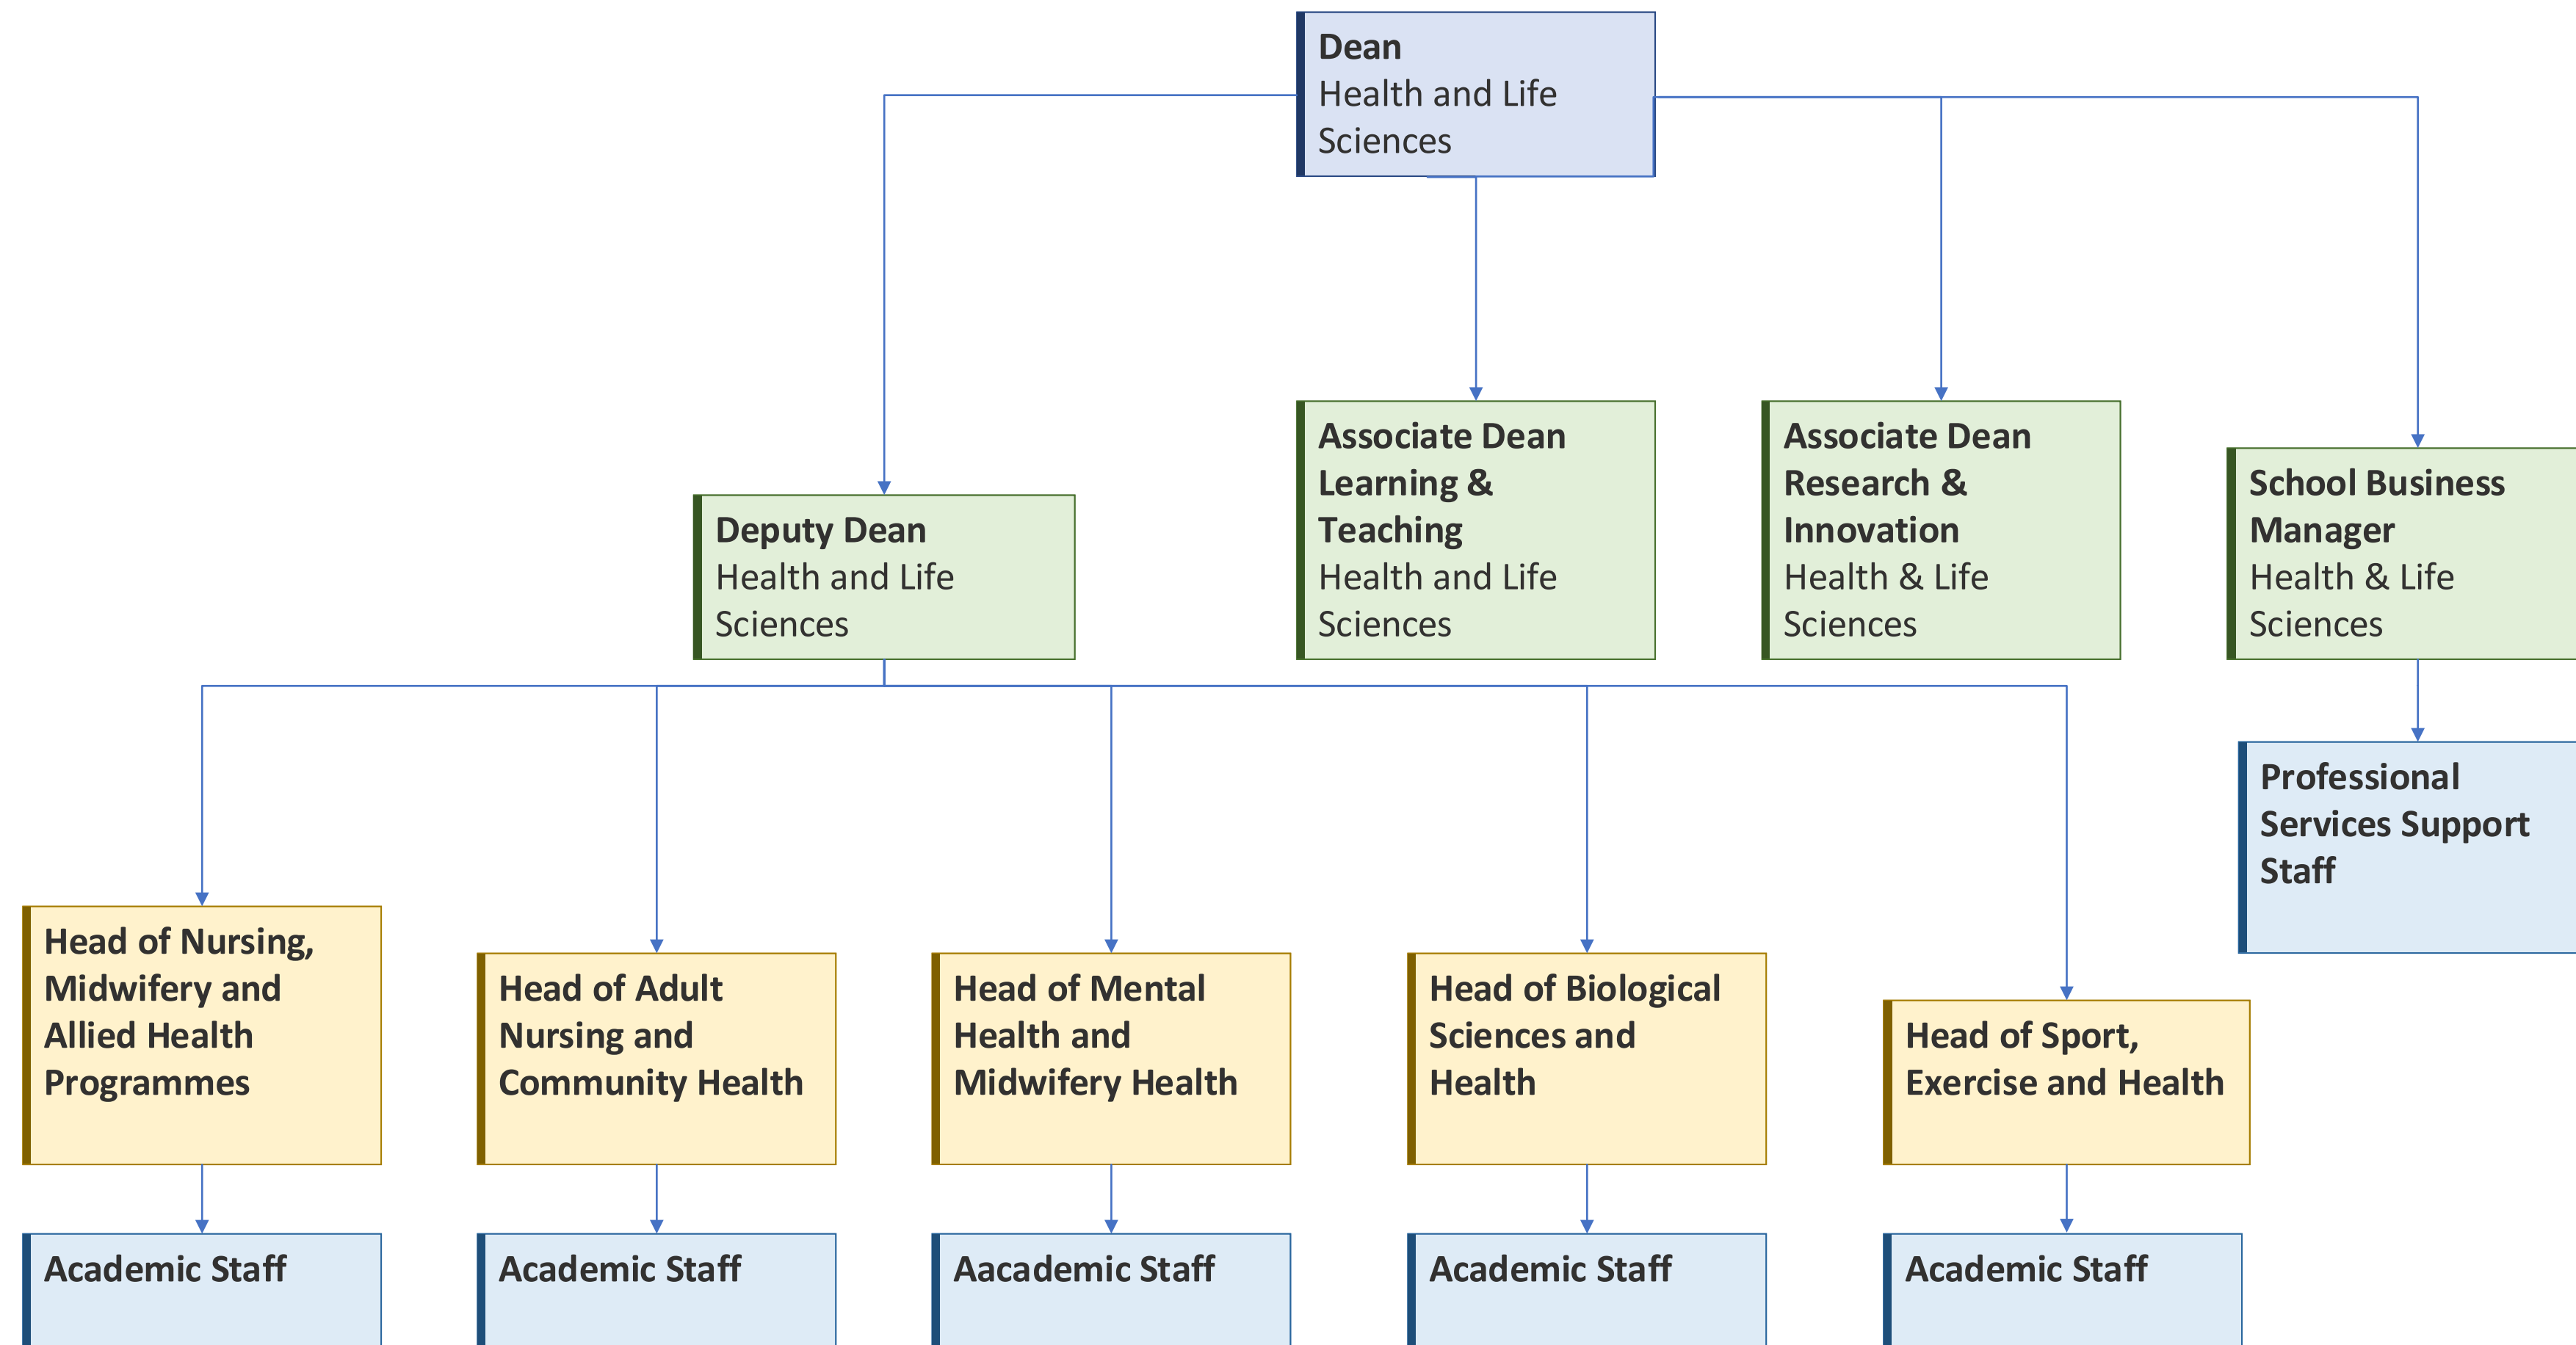 Dean
Health and Life
Sciences
Deputy Dean
Health and Life
Sciences
Associate Dean
Learning &
Teaching
Health and Life
Sciences
Associate Dean
Research &
Innovation
Health & Life
Sciences
School Business
Manager
Health & Life
Sciences
Professional
Services Support
Staff
Head of Nursing,
Midwifery and
Allied Health
Programmes
Head of Adult
Nursing and
Community Health
Head of Mental
Health and
Midwifery Health
Head of Biological
Sciences and
Health
Head of Sport,
Exercise and Health
Academic Staff
Academic Staff
Aacademic Staff
Academic Staff
Academic Staff